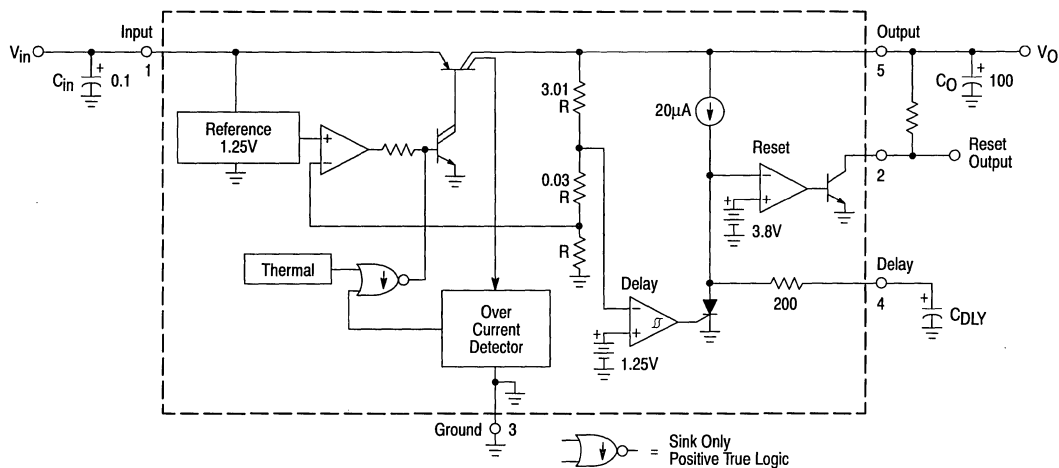 Input
Output
Vin
1
5
VO
Cin
+
0.1
3.01
R
20µA
+
CO
100
Reference
1.25V
+
−
Reset
2
Reset
Output
0.03
R
−
+
+
3.8V
R
Thermal
Delay
Delay
200
4
Over
Current
Detector
−
+
+
1.25V
+
CDLY
Ground
3
=
Sink Only
Positive True Logic